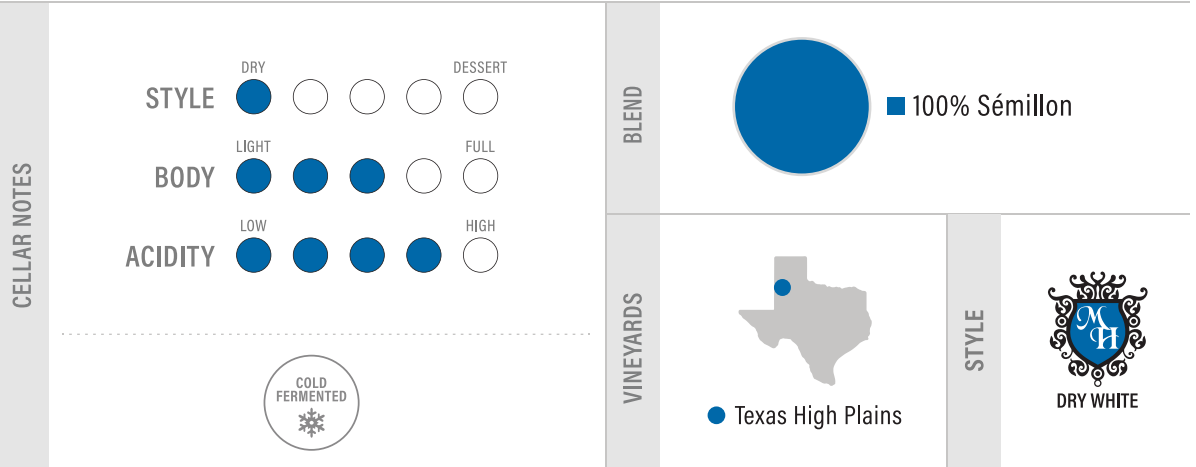 CELLAR NOTES
DRY
DESSERT
STYLE
LIGHT
FULL
BODY
LOW
HIGH
ACIDITY
COLD
FERMENTED
BLEND
100% Sémillon
VINEYARDS
Texas High Plains
STYLE
MH
DRY WHITE